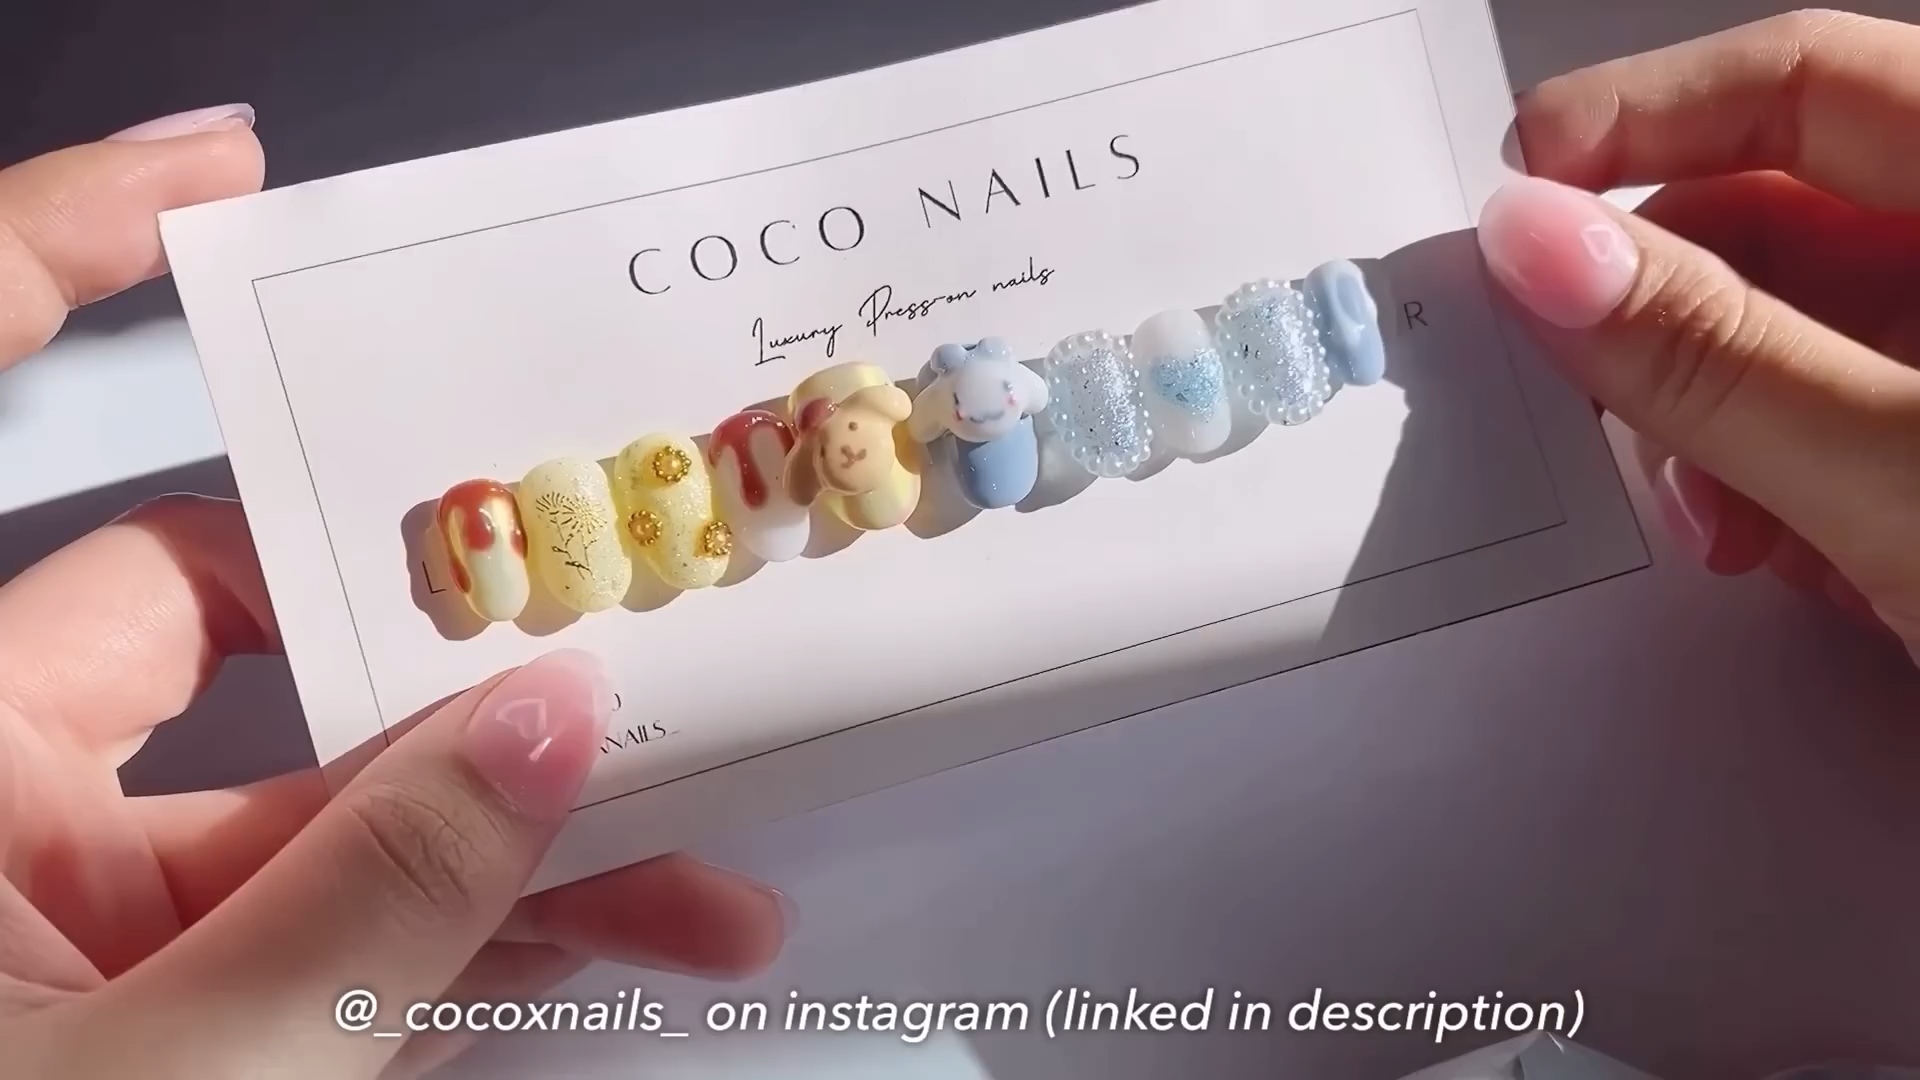 COCO NAILS
Luxury Press-on nails
R
L
NAILS_
@_cocoxnails_ on instagram (linked in description)